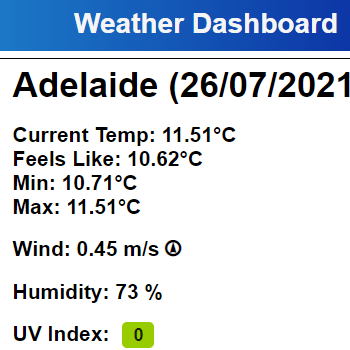 Weather Dashboard
Adelaide (26/07/2021
Current Temp: 11.51°C
Feels Like: 10.62°C
Min: 10.71°C
Max: 11.51°C
Wind: 0.45 m/s
Humidity: 73 %
UV Index: 0